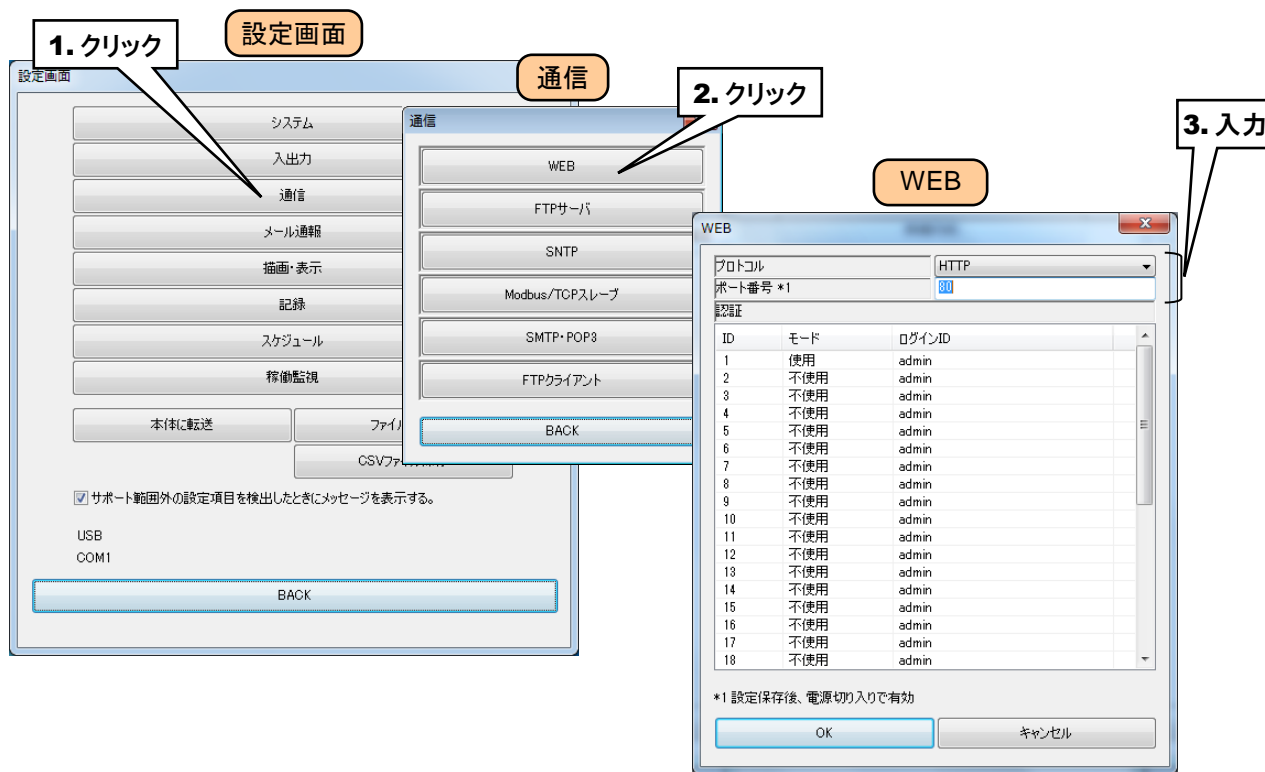 1. クリック
設定画面
設定画面
システム
入出力
通信
メール通報
描画・表示
記録
スケジュール
稼働監視
本体に転送
ファイル
CSVファ
サポート範囲外の設定項目を検出したときにメッセージを表示する。
USB
COM1
BACK
通信
2. クリック
通信
WEB
FTPサーバ
SNTP
Modbus/TCPスレーブ
SMTP・POP3
FTPクライアント
BACK
WEB
3. 入力
WEB
プロトコル HTTP
ポート番号 *1 80
認証
ID モード ログインID
1 使用 admin
2 不使用 admin
3 不使用 admin
4 不使用 admin
5 不使用 admin
6 不使用 admin
7 不使用 admin
8 不使用 admin
9 不使用 admin
10 不使用 admin
11 不使用 admin
12 不使用 admin
13 不使用 admin
14 不使用 admin
15 不使用 admin
16 不使用 admin
17 不使用 admin
18 不使用 admin
*1 設定保存後、電源切り入りで有効
OK キャンセル